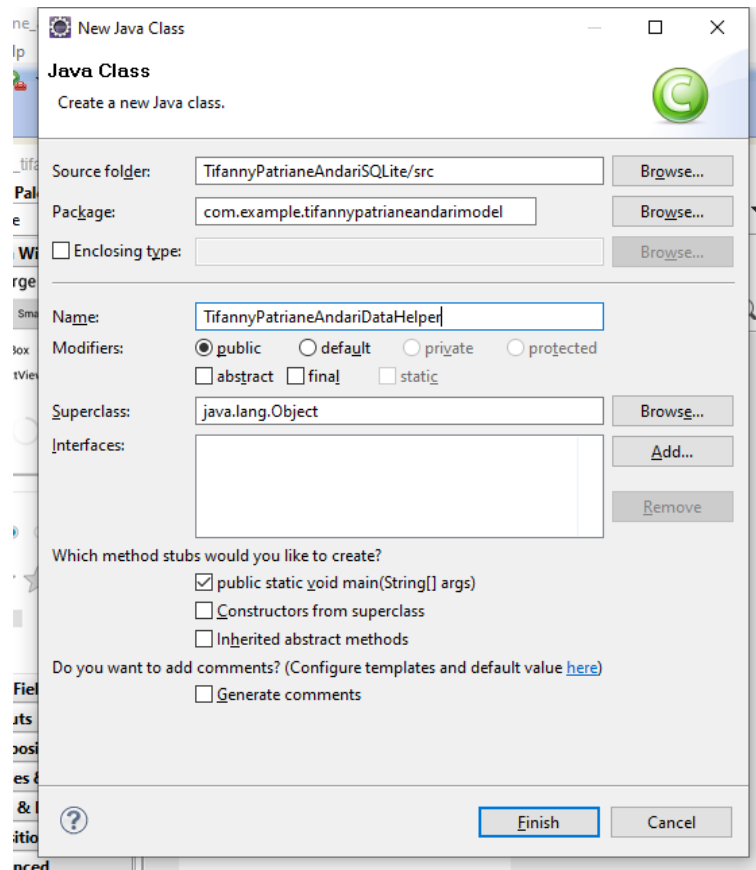 New Java Class
Java Class
Create a new Java class.
Source folder: TifannyPatrianeAndariSQLite/src Browse...
Package: com.example.tifannypatrianeandarimodel Browse...
Enclosing type: Browse...
Name: TifannyPatrianeAndariDataHelper
Modifiers: public default private protected
abstract final static
Superclass: java.lang.Object Browse...
Interfaces: Add...
Remove
Which method stubs would you like to create?
public static void main(String[] args)
Constructors from superclass
Inherited abstract methods
Do you want to add comments? (Configure templates and default value here)
Generate comments
Finish Cancel